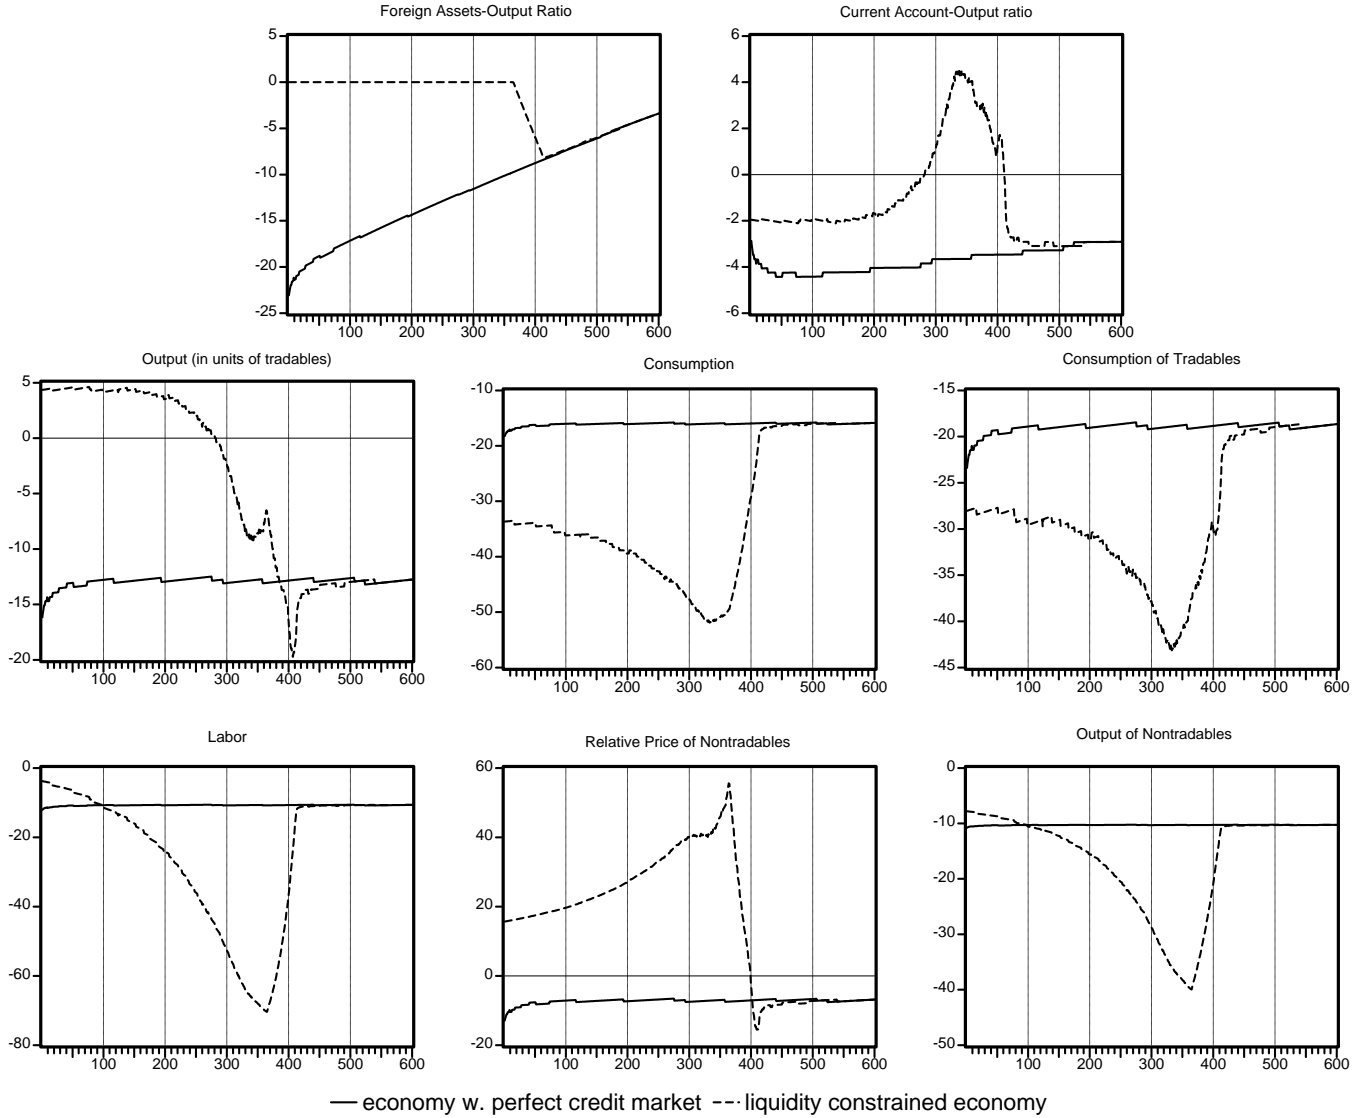 Foreign Assets-Output Ratio
5
0
-5
-10
-15
-20
-25
100 200 300 400 500 600
Current Account-Output ratio
6
4
2
0
-2
-4
-6
100 200 300 400 500 600
Output (in units of tradables)
5
0
-5
-10
-15
-20
100 200 300 400 500 600
Consumption
-10
-20
-30
-40
-50
-60
100 200 300 400 500 600
Consumption of Tradables
-15
-20
-25
-30
-35
-40
-45
100 200 300 400 500 600
Labor
0
-20
-40
-60
-80
100 200 300 400 500 600
Relative Price of Nontradables
60
40
20
0
-20
100 200 300 400 500 600
Output of Nontradables
0
-10
-20
-30
-40
-50
100 200 300 400 500 600
economy w. perfect credit market liquidity constrained economy